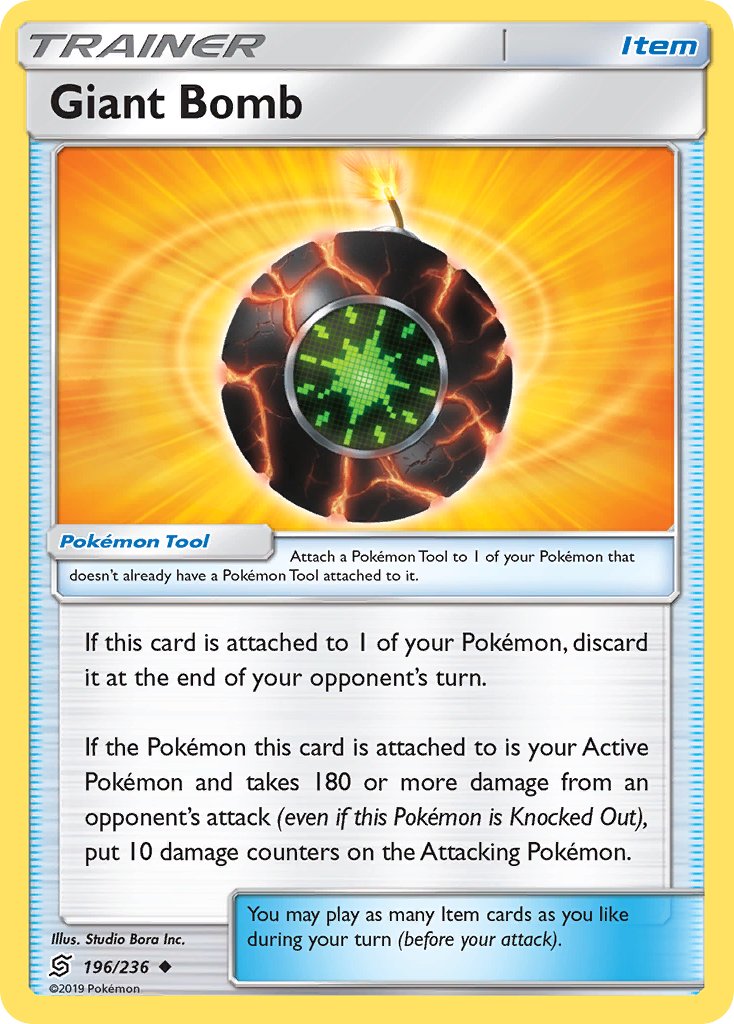 TRAINER
Item
Giant Bomb
Pokémon Tool
Attach a Pokémon Tool to 1 of your Pokémon that
doesn't already have a Pokémon Tool attached to it.
If this card is attached to 1 of your Pokémon, discard
it at the end of your opponent's turn.
If the Pokémon this card is attached to is your Active
Pokémon and takes 180 or more damage from an
opponent's attack (even if this Pokémon is Knocked Out),
put 10 damage counters on the Attacking Pokémon.
You may play as many Item cards as you like
during your turn (before your attack).
Illus. Studio Bora Inc.
196/236
©2019 Pokémon